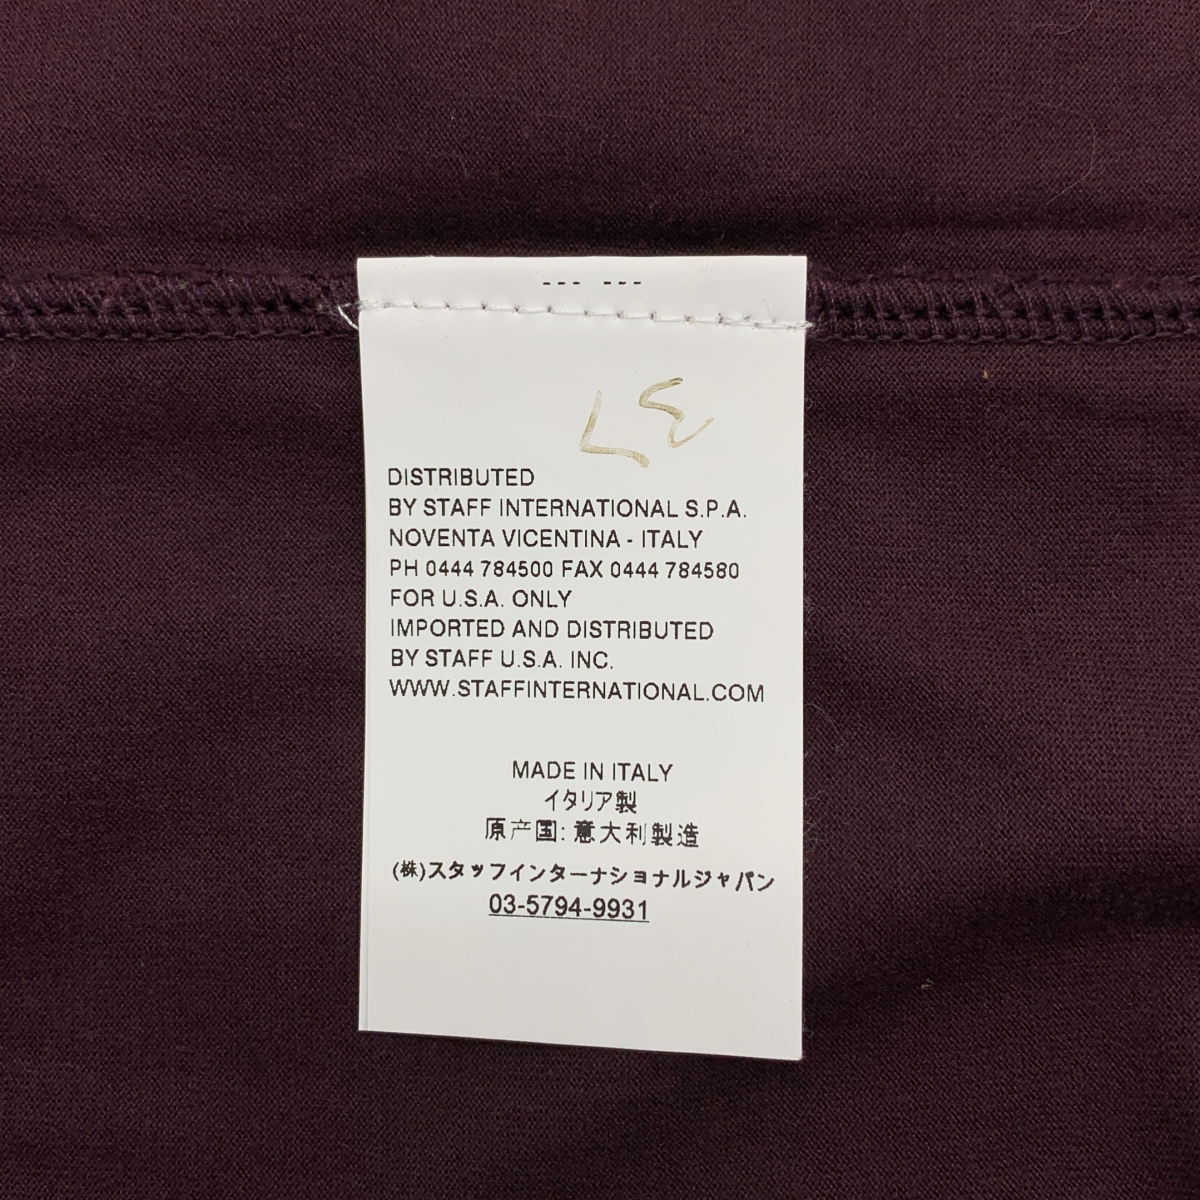 --- ---
DISTRIBUTED
BY STAFF INTERNATIONAL S.P.A.
NOVENTA VICENTINA - ITALY
PH 0444 784500 FAX 0444 784580
FOR U.S.A. ONLY
IMPORTED AND DISTRIBUTED
BY STAFF U.S.A. INC.
WWW.STAFFINTERNATIONAL.COM
MADE IN ITALY
イタリア製
原产国: 意大利製造
(株)スタッフインターナショナルジャパン
03-5794-9931